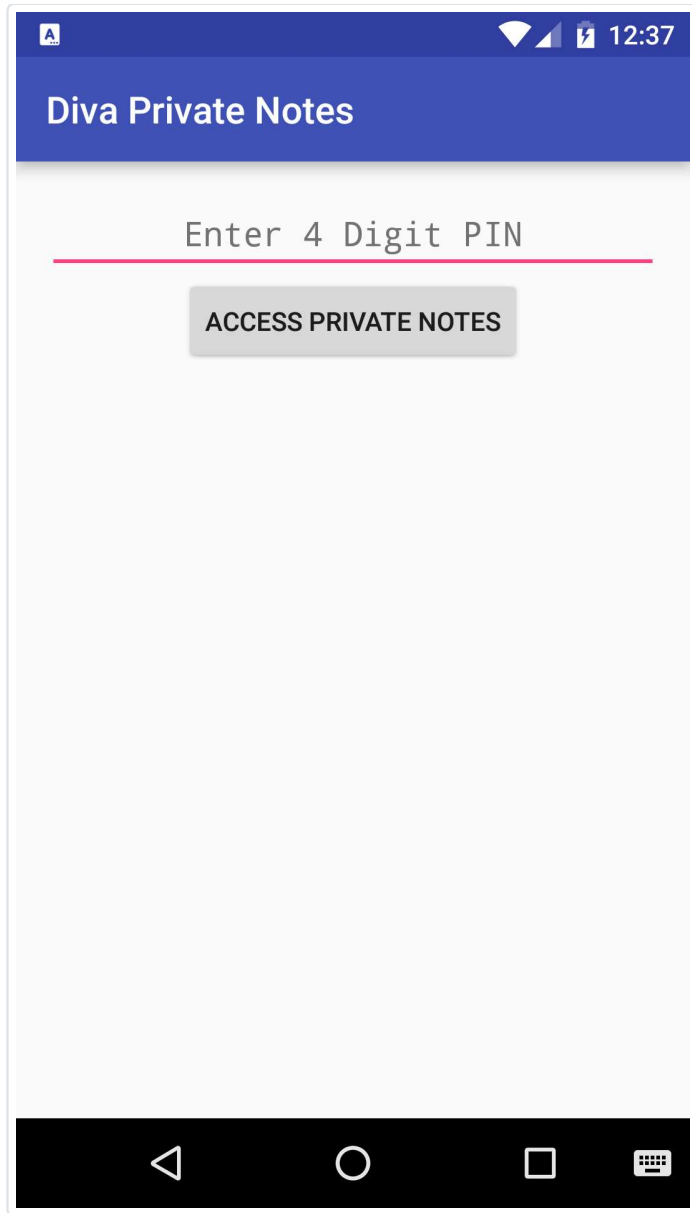 A
12:37
Diva Private Notes
Enter 4 Digit PIN
ACCESS PRIVATE NOTES